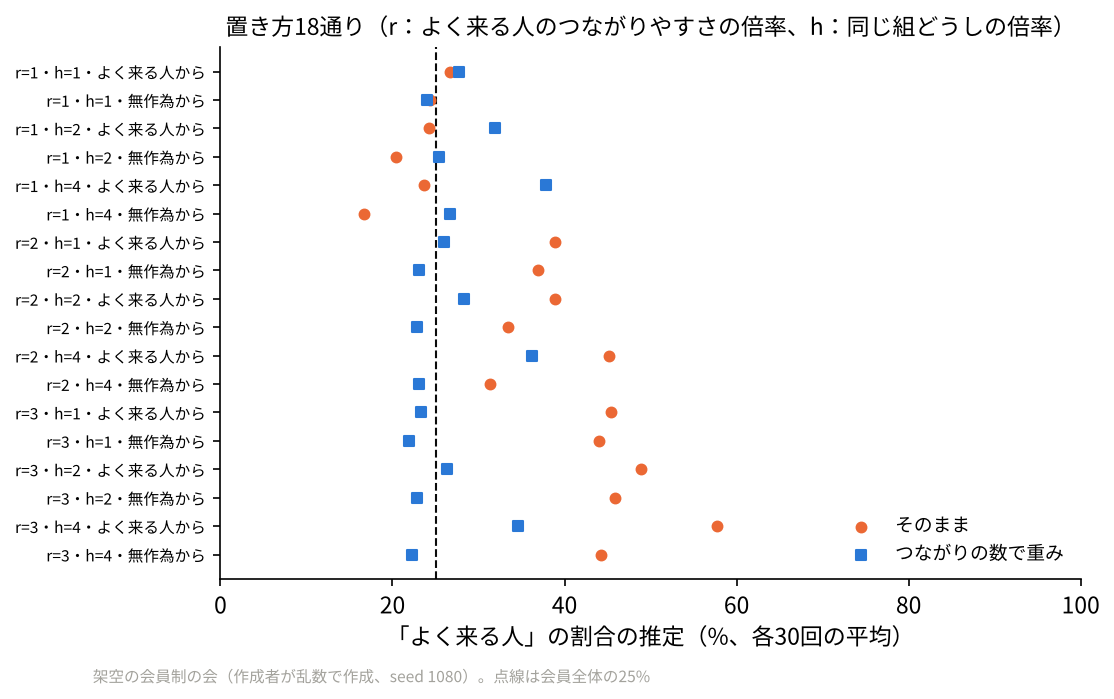 置き方18通り（r：よく来る人のつながりやすさの倍率、h：同じ組どうしの倍率）
r=1・h=1・よく来る人から
r=1・h=1・無作為から
r=1・h=2・よく来る人から
r=1・h=2・無作為から
r=1・h=4・よく来る人から
r=1・h=4・無作為から
r=2・h=1・よく来る人から
r=2・h=1・無作為から
r=2・h=2・よく来る人から
r=2・h=2・無作為から
r=2・h=4・よく来る人から
r=2・h=4・無作為から
r=3・h=1・よく来る人から
r=3・h=1・無作為から
r=3・h=2・よく来る人から
r=3・h=2・無作為から
r=3・h=4・よく来る人から
r=3・h=4・無作為から
そのまま
つながりの数で重み
0 20 40 60 80 100
「よく来る人」の割合の推定（%、各30回の平均）
架空の会員制の会（作成者が乱数で作成、seed 1080）。点線は会員全体の25%